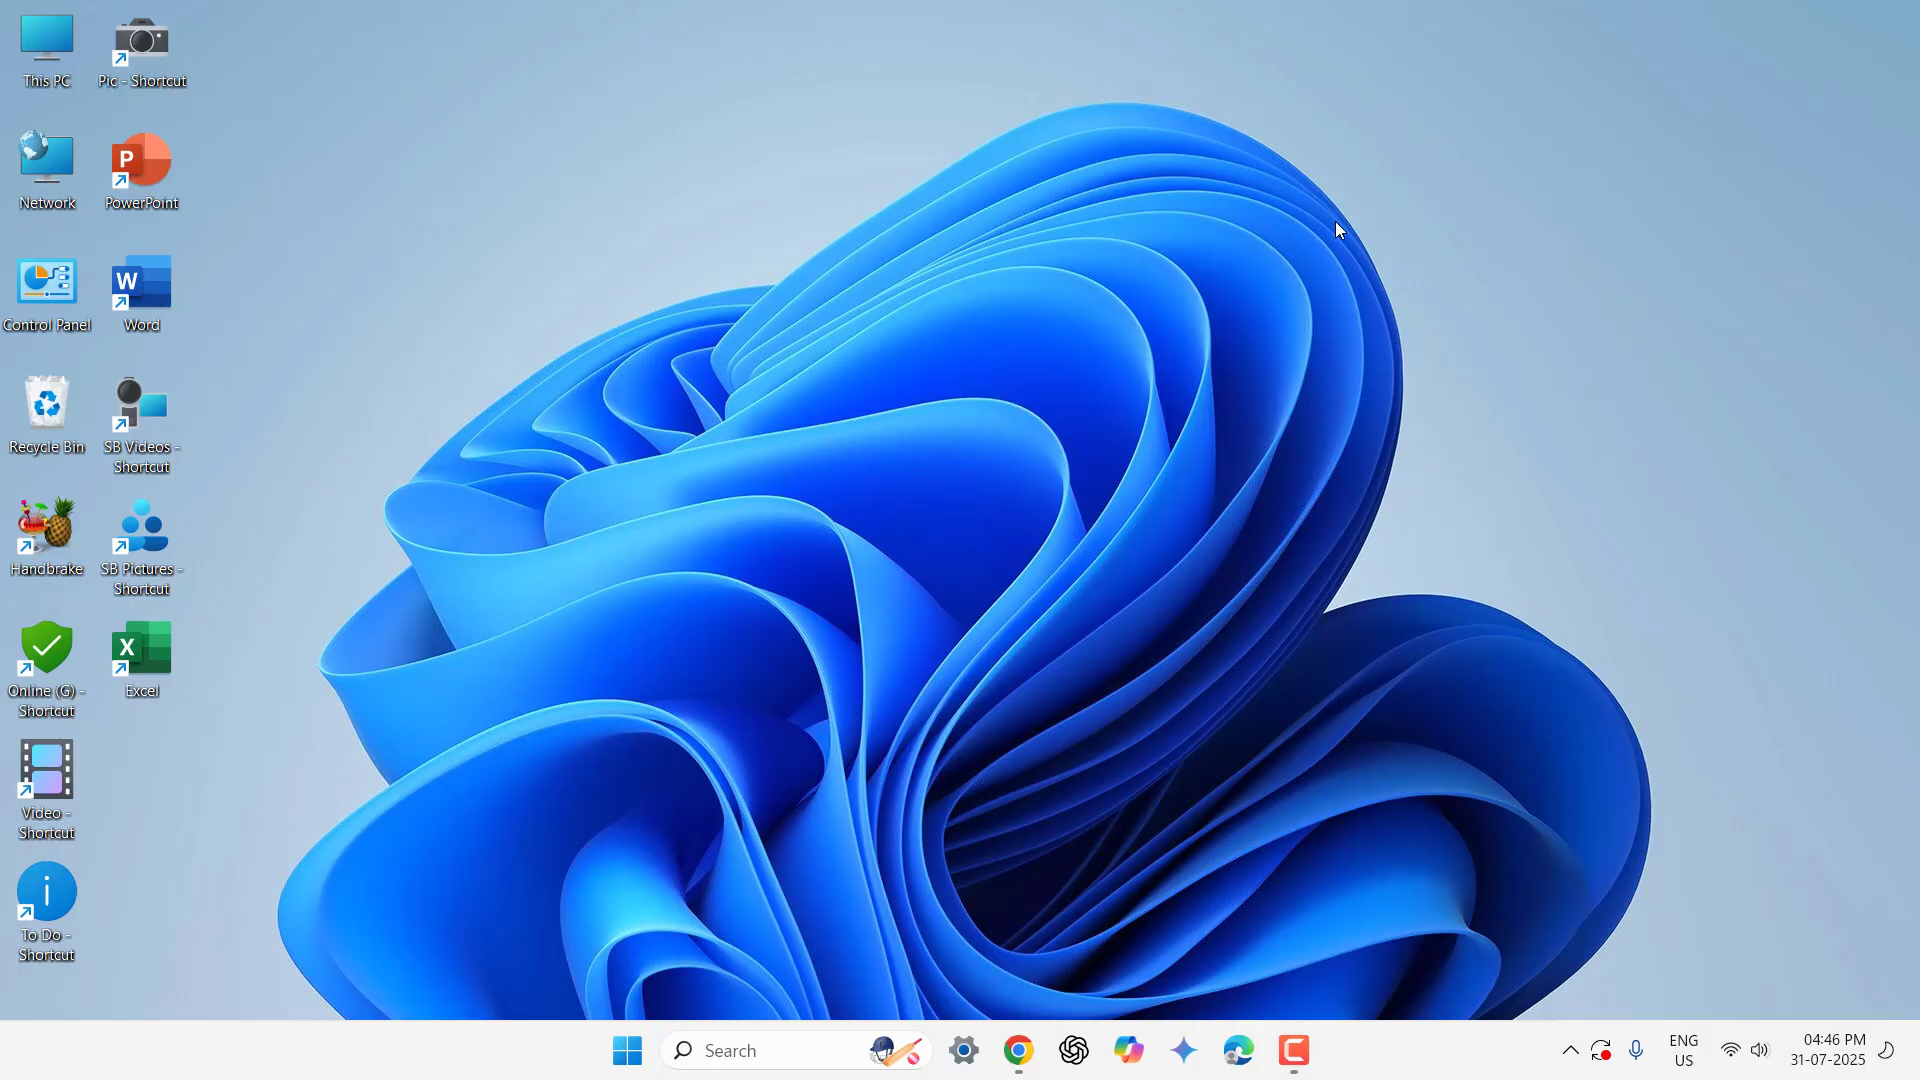 This PC
Pic - Shortcut
Network
P
PowerPoint
Control Panel
W
Word
Recycle Bin
SB Videos -
Shortcut
Handbrake
SB Pictures -
Shortcut
Online (G) -
Shortcut
X
Excel
Video -
Shortcut
i
To Do -
Shortcut
Search
ENG
US
04:46 PM
31-07-2025